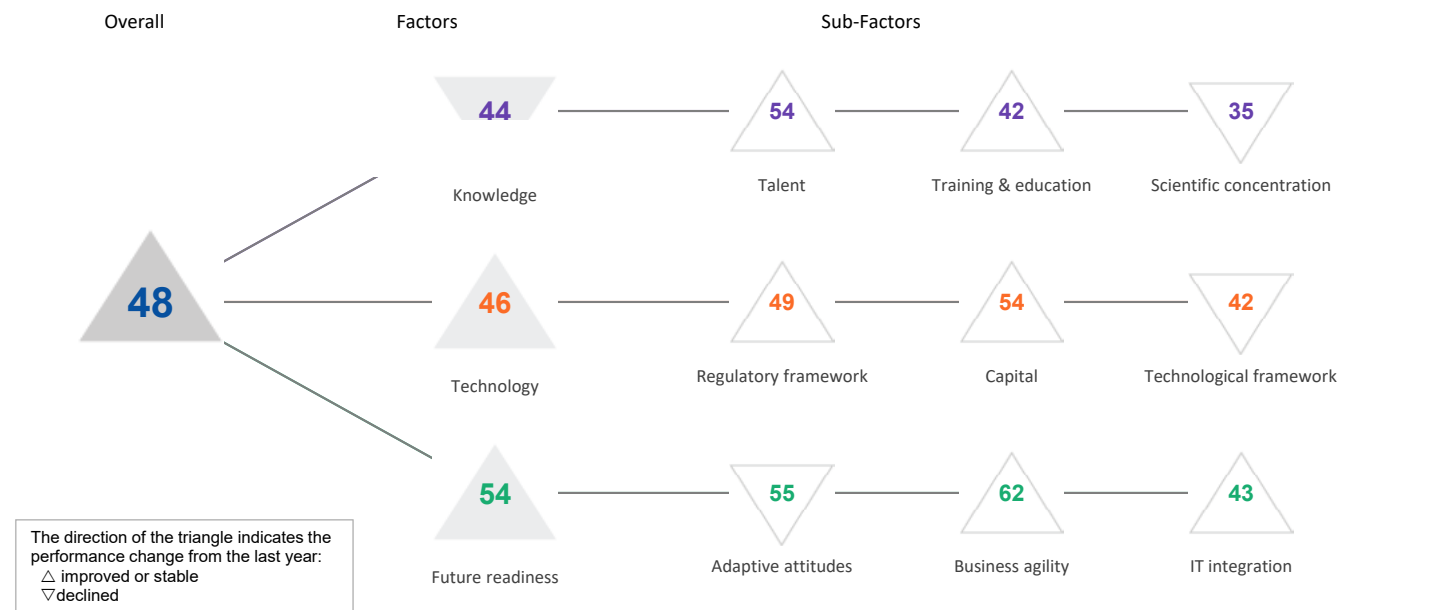 Overall
Factors
Sub-Factors
44
54
42
35
Knowledge
Talent
Training & education
Scientific concentration
48
46
49
54
42
Technology
Regulatory framework
Capital
Technological framework
54
55
62
43
Future readiness
Adaptive attitudes
Business agility
IT integration
The direction of the triangle indicates the
performance change from the last year:
△ improved or stable
▽declined